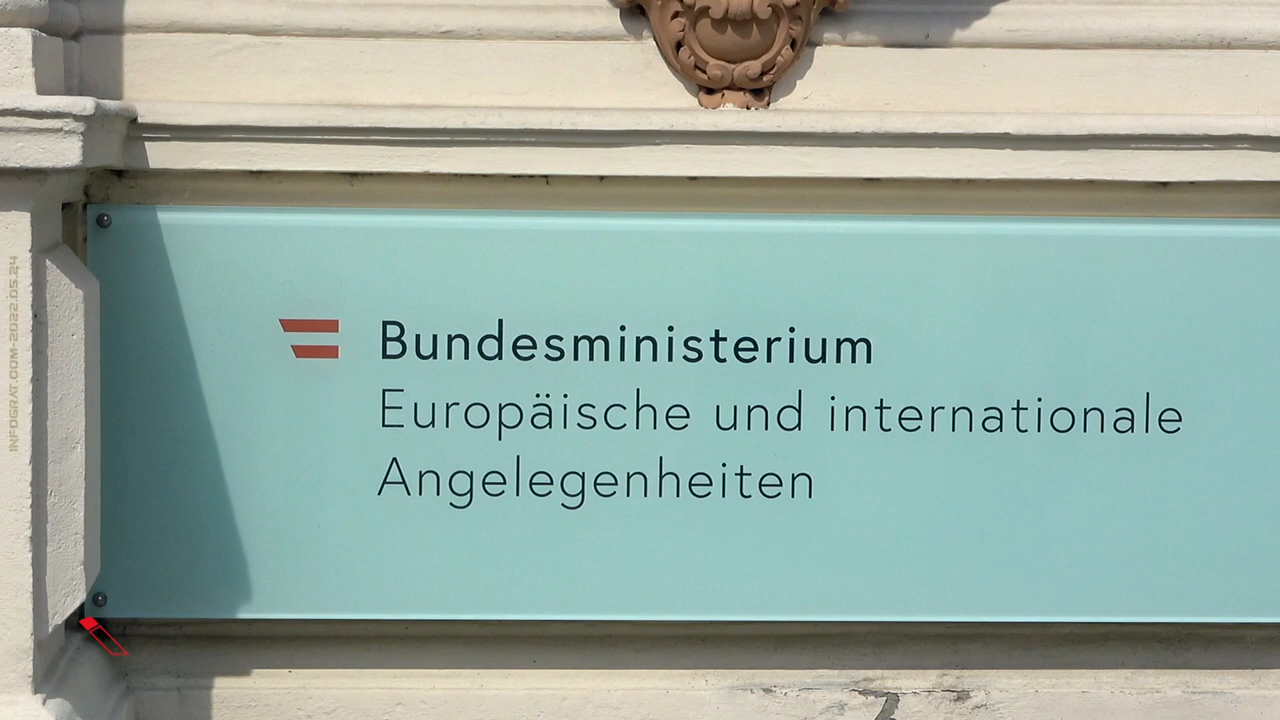 Bundesministerium
Europäische und internationale
Angelegenheiten
INFOGRAT.COM-2022.05.24